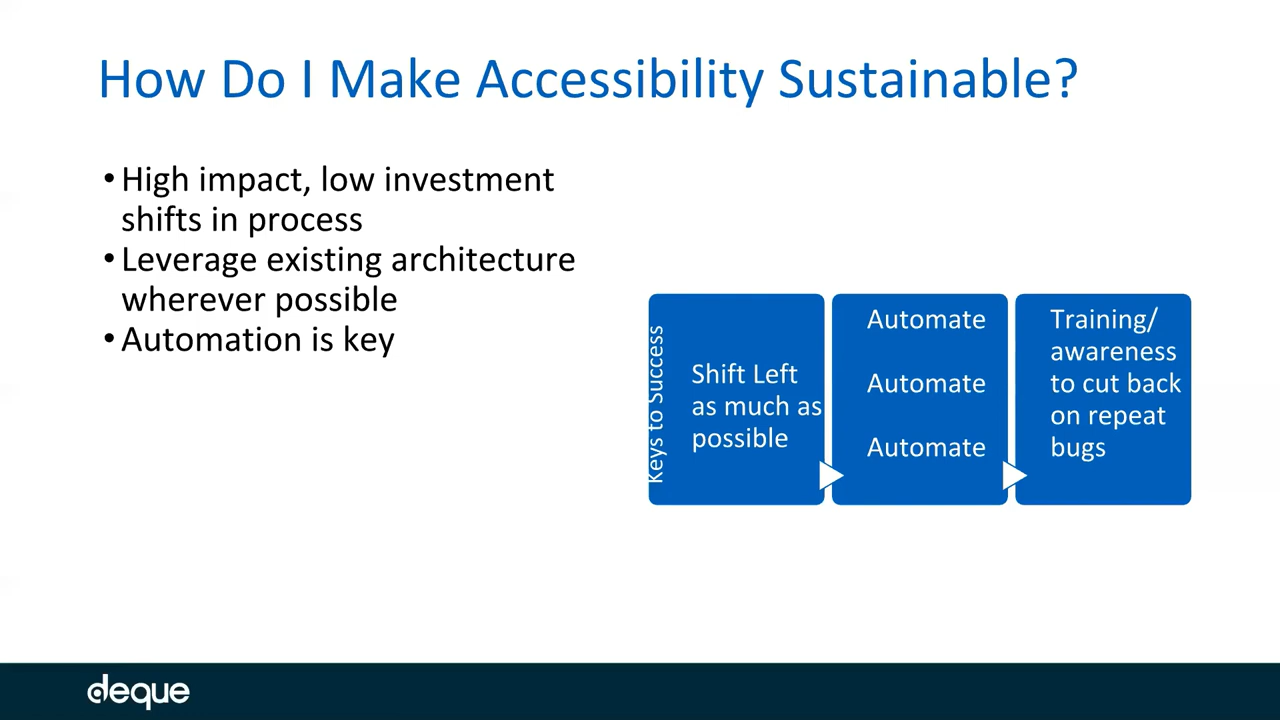 How Do I Make Accessibility Sustainable?
• High impact, low investment
shifts in process
• Leverage existing architecture
wherever possible
• Automation is key
Keys to Success
Shift Left
as much as
possible
Automate
Automate
Automate
Training/
awareness
to cut back
on repeat
bugs
deque